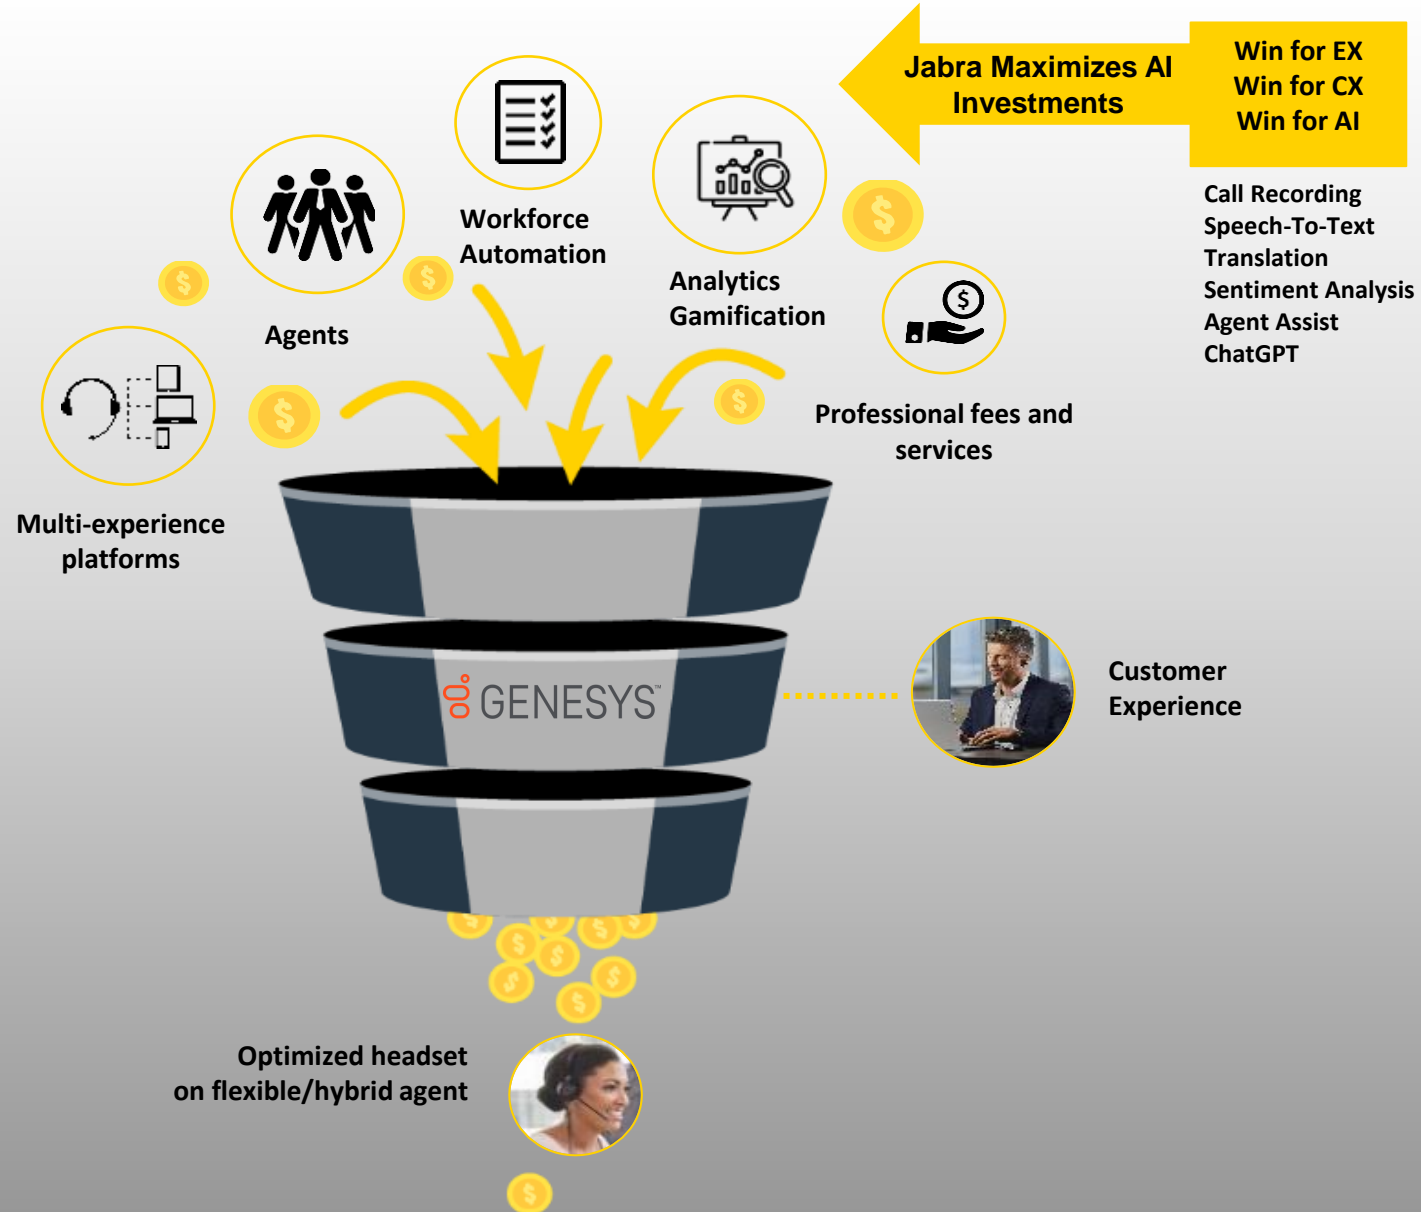 Jabra Maximizes AI
Investments
Win for EX
Win for CX
Win for AI
Call Recording
Speech-To-Text
Translation
Sentiment Analysis
Agent Assist
ChatGPT
Workforce
Automation
Analytics
Gamification
Agents
Professional fees and
services
Multi-experience
platforms
GENESYS™
Customer
Experience
Optimized headset
on flexible/hybrid agent